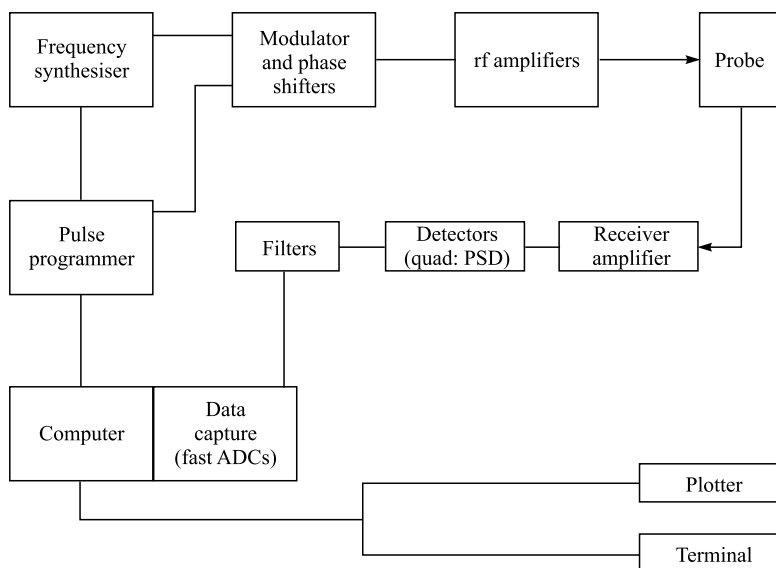 Frequency
synthesiser
Modulator
and phase
shifters
rf amplifiers
Probe
Pulse
programmer
Filters
Detectors
(quad: PSD)
Receiver
amplifier
Computer
Data
capture
(fast ADCs)
Plotter
Terminal